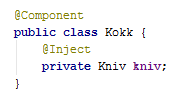 @Component
public class Kokk {
@Inject
private Kniv kniv;
}